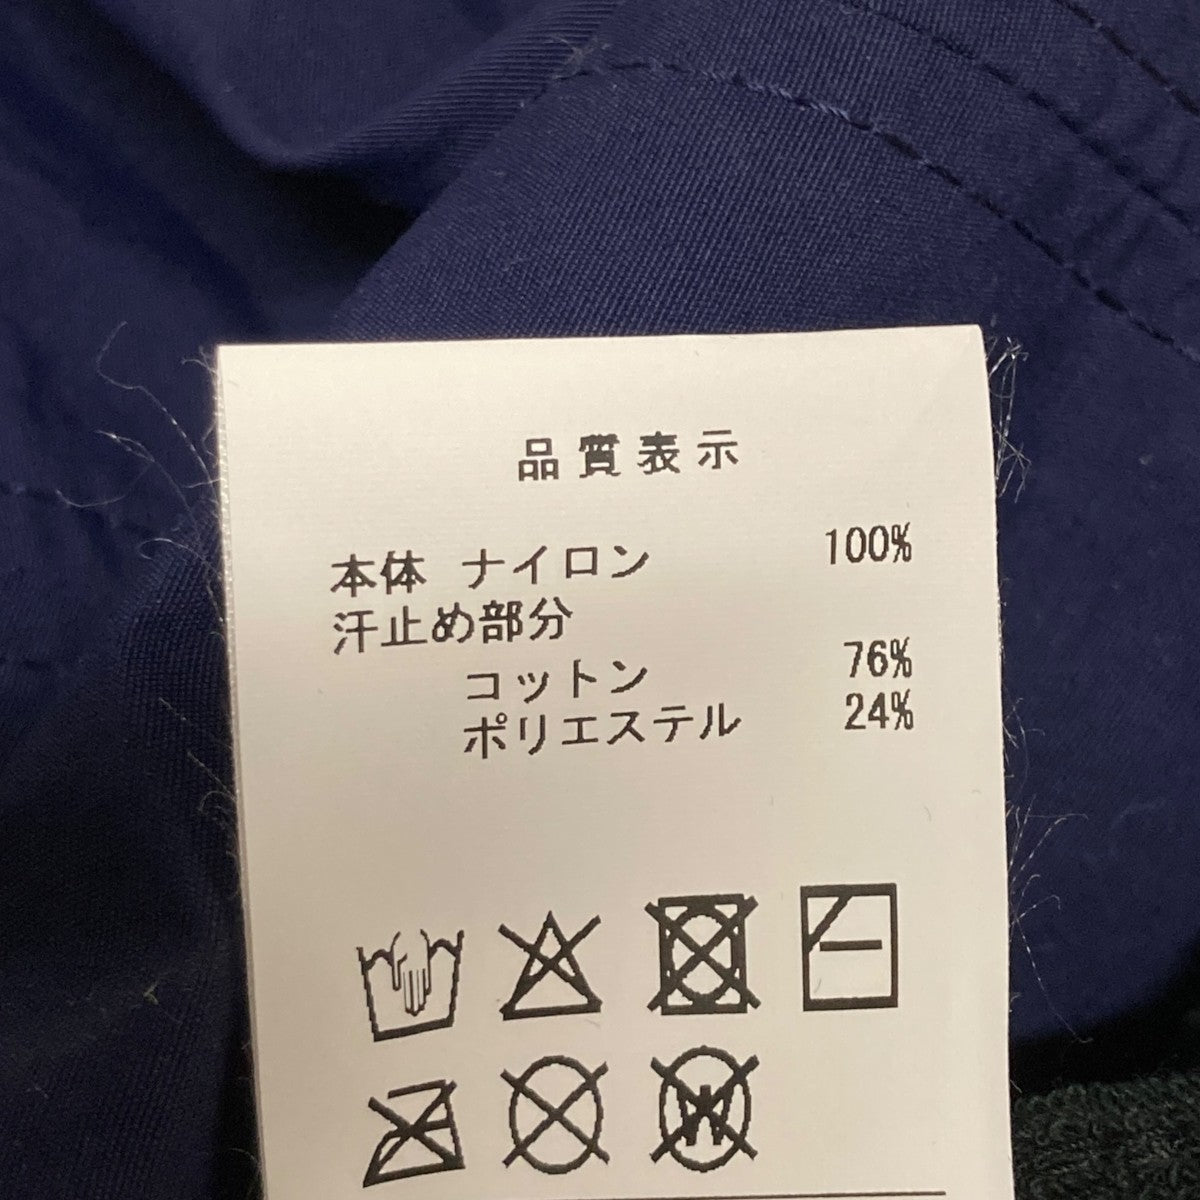 品質表示
本体 ナイロン 100%
汗止め部分
コットン 76%
ポリエステル 24%